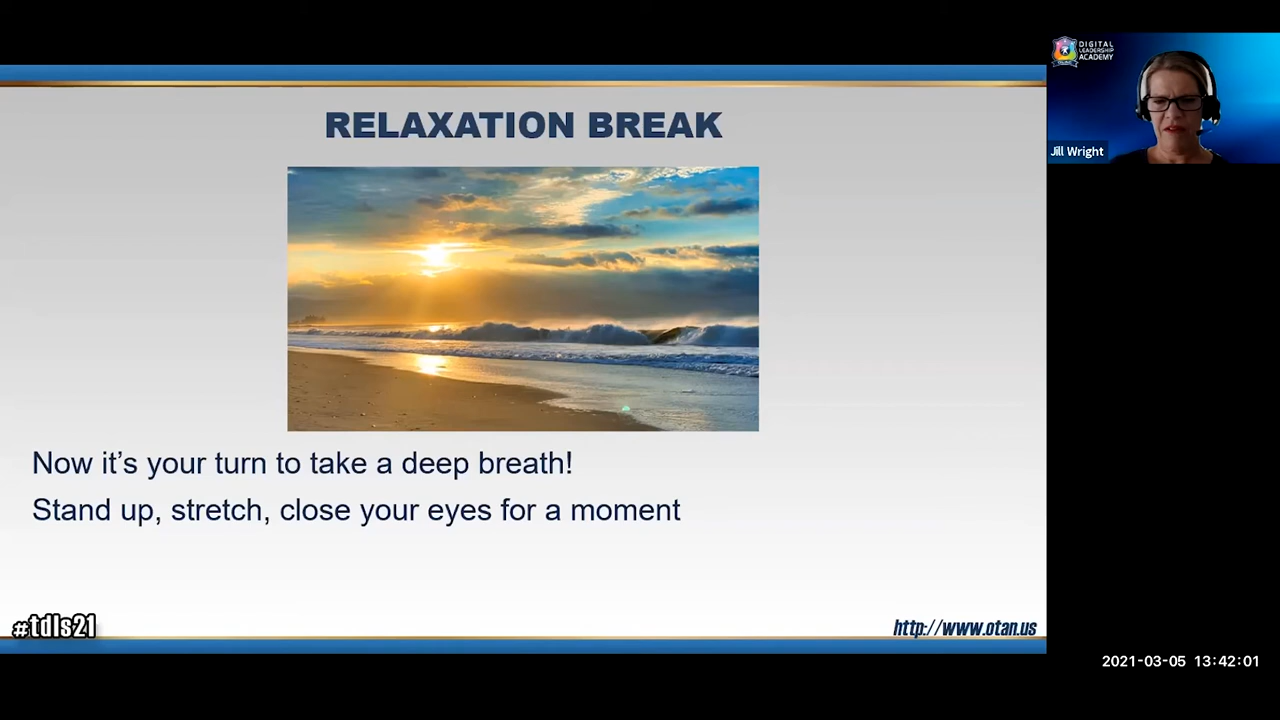 RELAXATION BREAK
Now it's your turn to take a deep breath!
Stand up, stretch, close your eyes for a moment
#tdls21
http://www.otan.us
DIGITAL
LEADERSHIP
ACADEMY
Jill Wright
2021-03-05 13:42:01